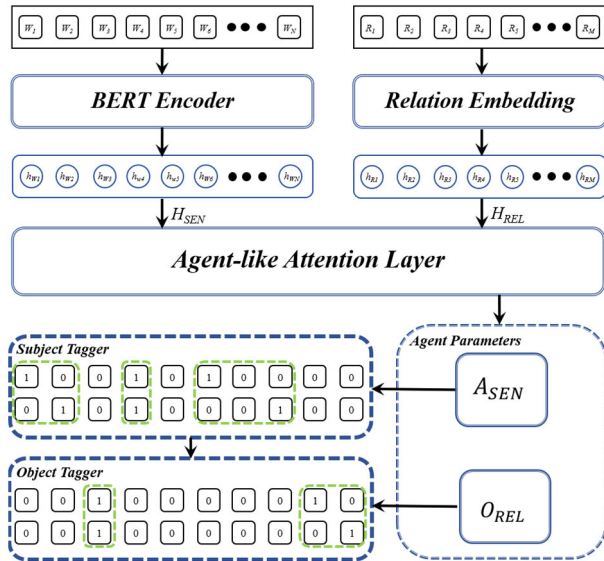 W1 W2 W3 W4 W5 W6 ●●● WN
R1 R2 R3 R4 R5 ●●● RM
BERT Encoder
Relation Embedding
hW1 hW2 hW3 hw4 hw5 hW6 ●●● hWN
hR1 hR2 hR3 hR4 hR5 ●●● hRM
HSEN
HREL
Agent-like Attention Layer
Subject Tagger
1 0 0 1 0 1 0 0 0 0
0 1 0 1 0 0 0 1 0 0
Object Tagger
0 0 1 0 0 0 0 0 1 0
0 0 1 0 0 0 0 0 0 1
Agent Parameters
ASEN
OREL